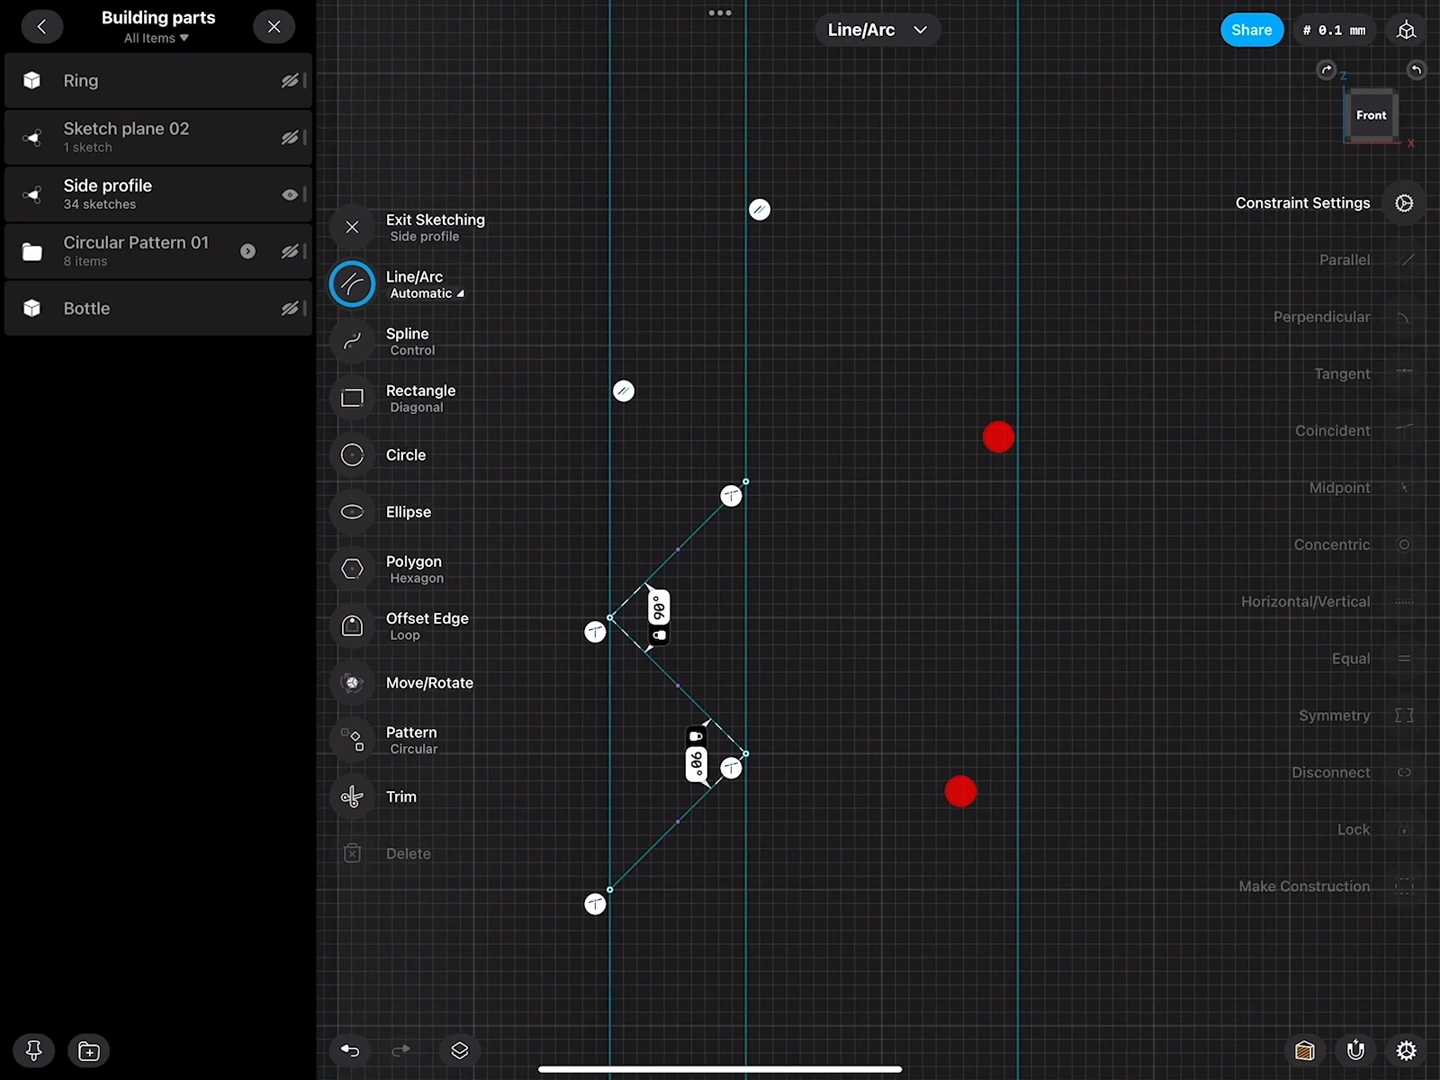 Building parts
All Items
Ring
Sketch plane 02
1 sketch
Side profile
34 sketches
Circular Pattern 01
8 items
Bottle
Line/Arc
Share
# 0.1 mm
Z
Front
X
Exit Sketching
Side profile
Line/Arc
Automatic
Spline
Control
Rectangle
Diagonal
Circle
Ellipse
Polygon
Hexagon
Offset Edge
Loop
Move/Rotate
Pattern
Circular
Trim
Delete
90°
90°
Constraint Settings
Parallel
Perpendicular
Tangent
Coincident
Midpoint
Concentric
Horizontal/Vertical
Equal
Symmetry
Disconnect
Lock
Make Construction